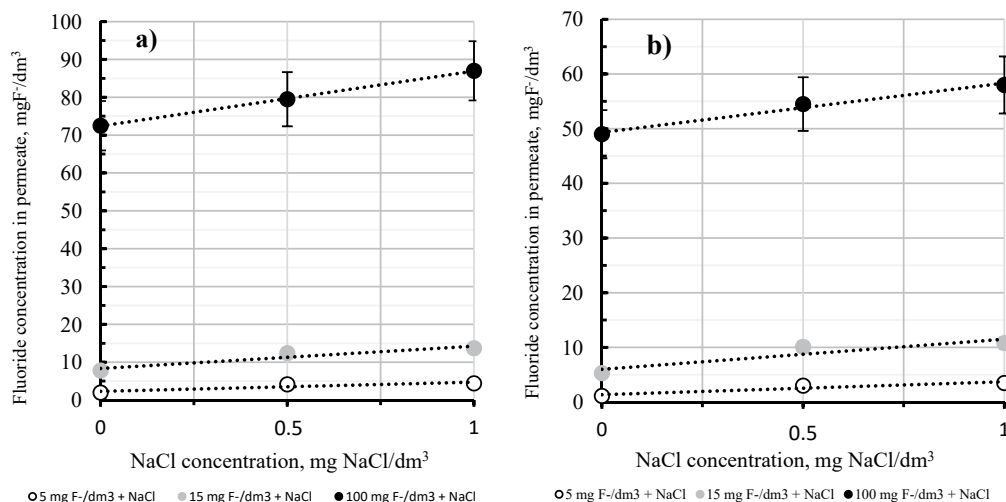 a)
Fluoride concentration in permeate, mgF-/dm³
100
90
80
70
60
50
40
30
20
10
0
0
0.5
1
NaCl concentration, mg NaCl/dm³
5 mg F-/dm3 + NaCl
15 mg F-/dm3 + NaCl
100 mg F-/dm3 + NaCl
b)
Fluoride concentration in permeate, mgF-/dm³
70
60
50
40
30
20
10
0
0
0.5
1
NaCl concentration, mg NaCl/dm³
5 mg F-/dm3 + NaCl
15 mg F-/dm3 + NaCl
100 mg F-/dm3 + NaCl